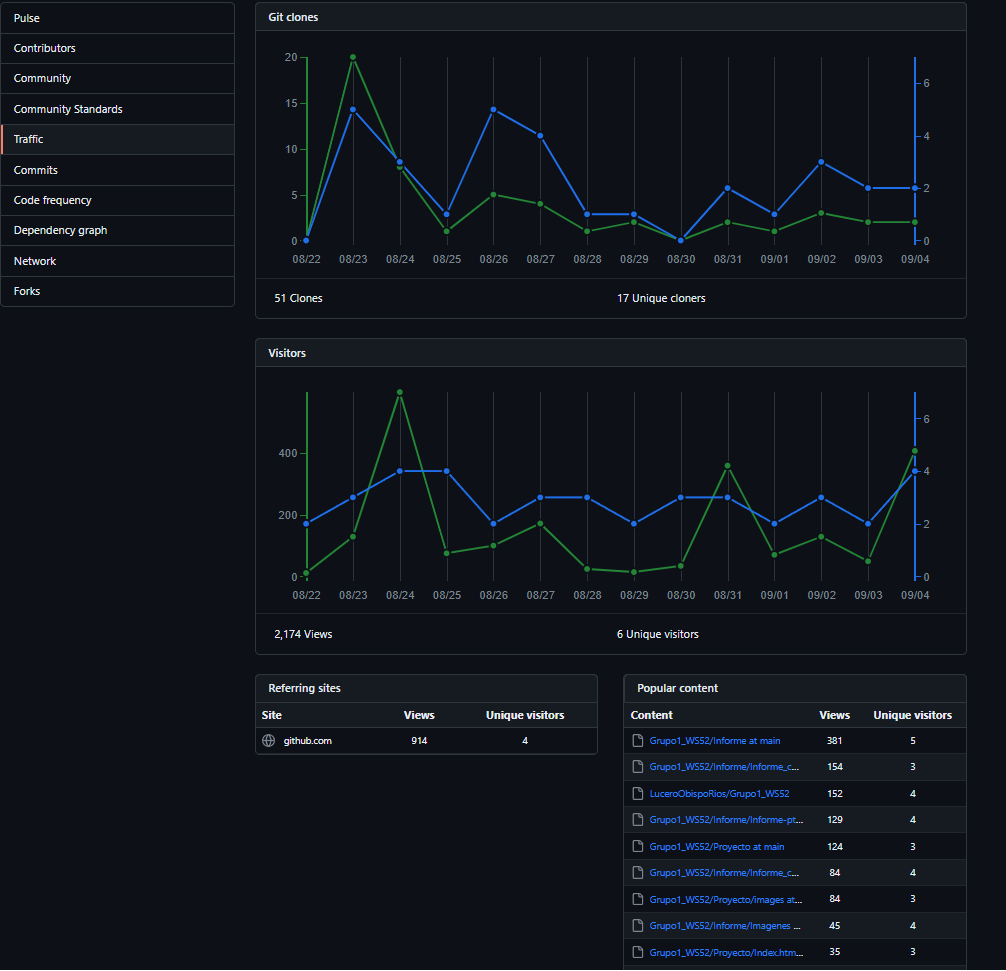 Pulse
Contributors
Community
Community Standards
Traffic
Commits
Code frequency
Dependency graph
Network
Forks
Git clones
20
15
10
5
0
6
4
2
0
08/22 08/23 08/24 08/25 08/26 08/27 08/28 08/29 08/30 08/31 09/01 09/02 09/03 09/04
51 Clones 17 Unique cloners
Visitors
400
200
0
6
4
2
0
08/22 08/23 08/24 08/25 08/26 08/27 08/28 08/29 08/30 08/31 09/01 09/02 09/03 09/04
2,174 Views 6 Unique visitors
Referring sites
Site Views Unique visitors
github.com 914 4
Popular content
Content Views Unique visitors
Grupo1_WS52/Informe at main 381 5
Grupo1_WS52/Informe/Informe_c... 154 3
LuceroObispoRios/Grupo1_WS52 152 4
Grupo1_WS52/Informe/Informe-pt... 129 4
Grupo1_WS52/Proyecto at main 124 3
Grupo1_WS52/Informe/Informe_c... 84 4
Grupo1_WS52/Proyecto/images at... 84 3
Grupo1_WS52/Informe/Imagenes ... 45 4
Grupo1_WS52/Proyecto/Index.htm... 35 3